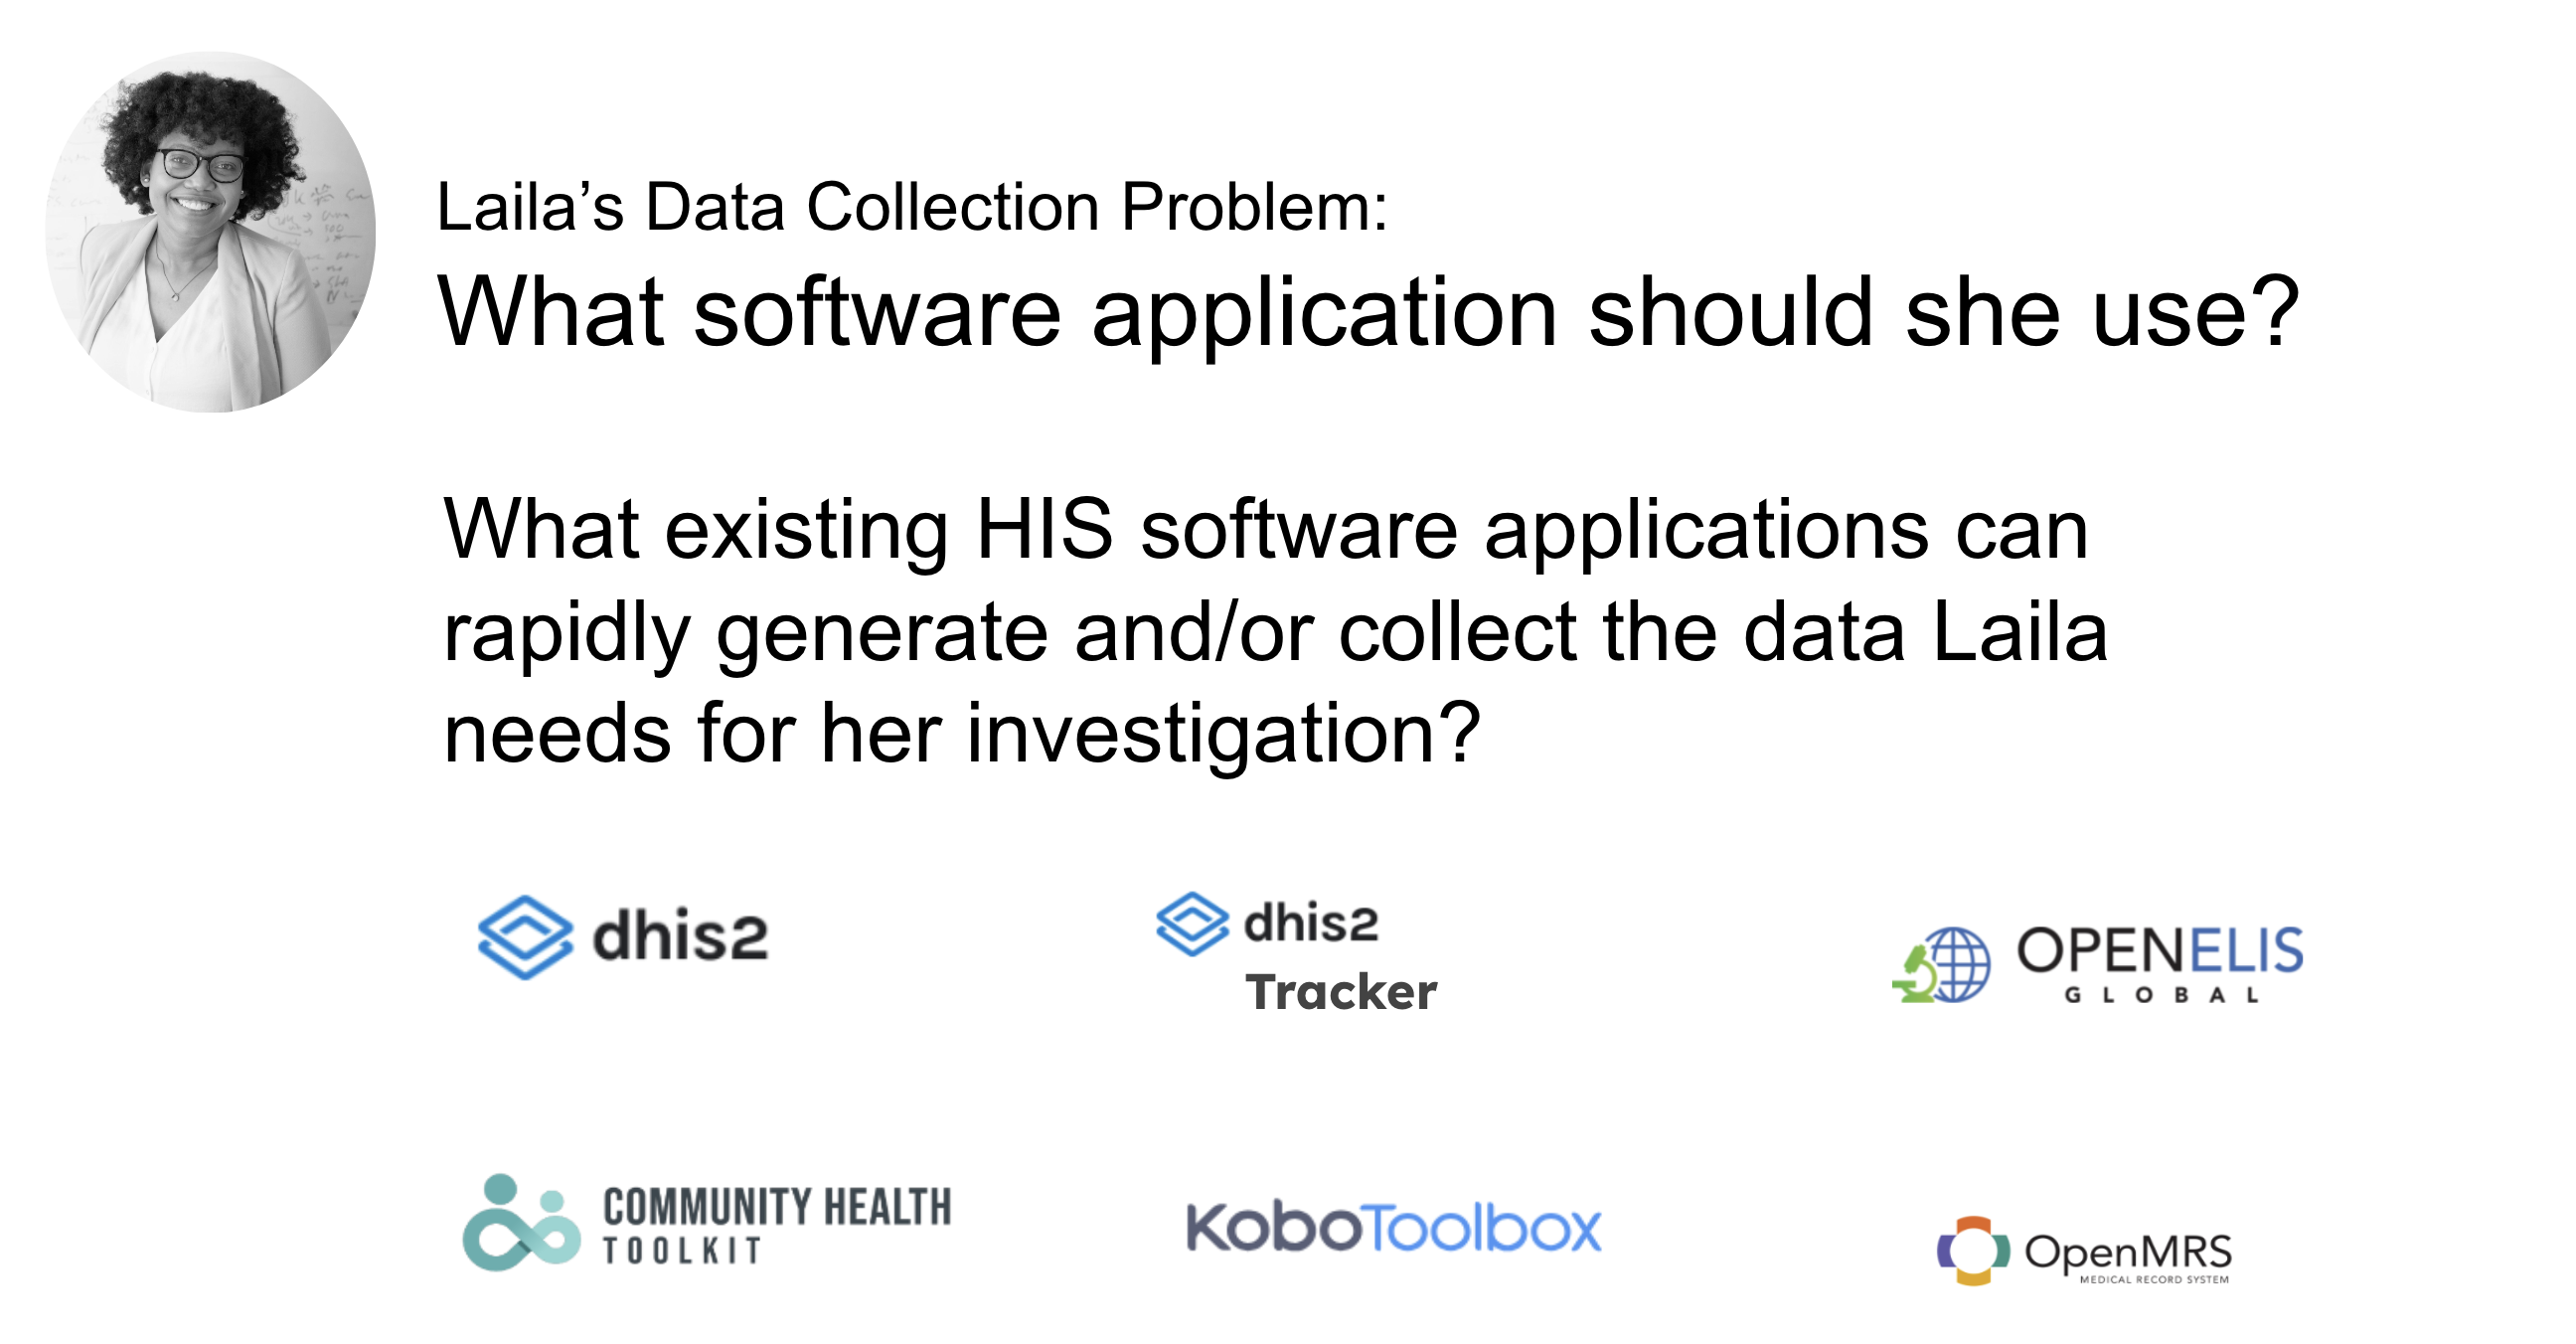 Laila’s Data Collection Problem:
What software application should she use?
What existing HIS software applications can
rapidly generate and/or collect the data Laila
needs for her investigation?
dhis2
dhis2
Tracker
OPENELIS
GLOBAL
COMMUNITY HEALTH
TOOLKIT
KoboToolbox
OpenMRS
MEDICAL RECORD SYSTEM